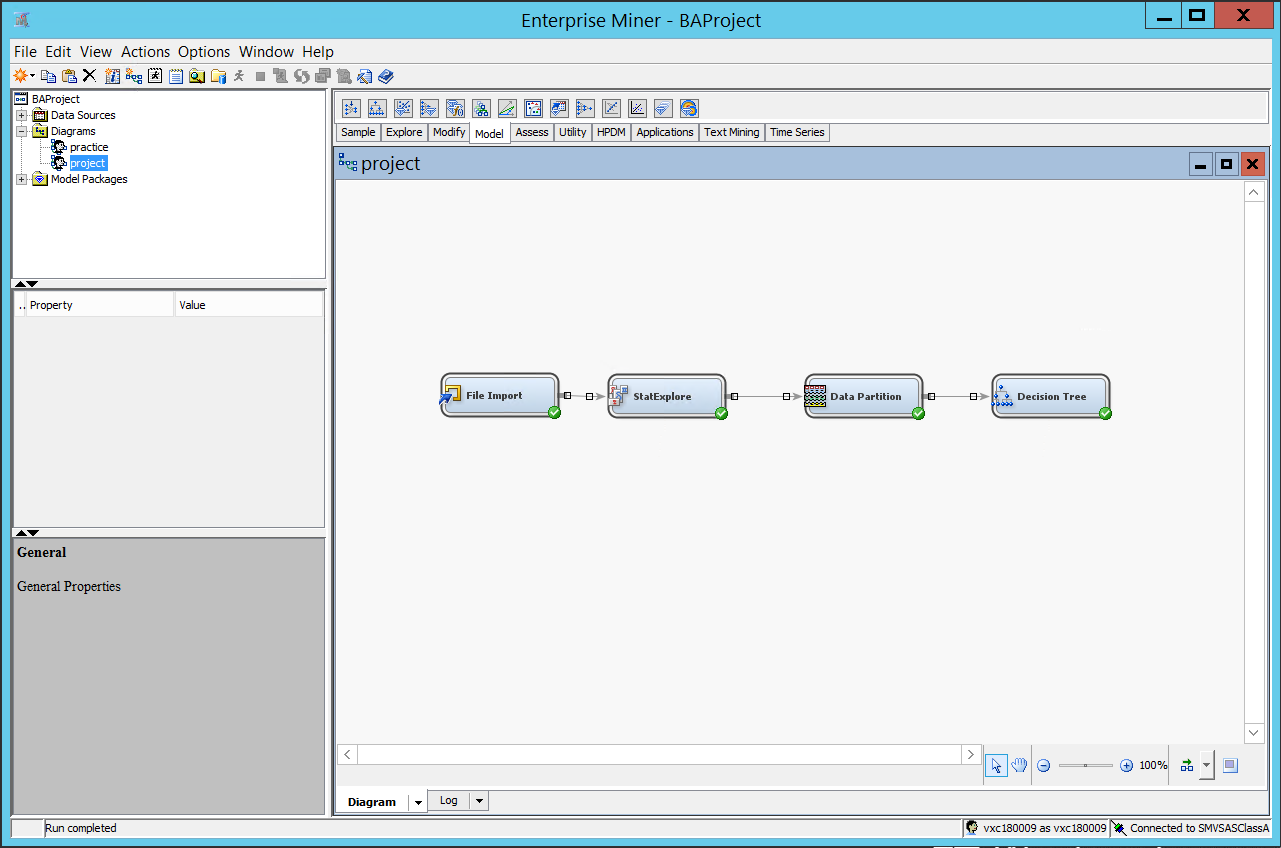 Enterprise Miner - BAProject
File Edit View Actions Options Window Help
BAProject
Data Sources
Diagrams
practice
project
Model Packages
.. Property Value
General
General Properties
Sample Explore Modify Model Assess Utility HPDM Applications Text Mining Time Series
project
File Import StatExplore Data Partition Decision Tree
100%
Diagram Log
Run completed vxc180009 as vxc180009 Connected to SMVSASClassA